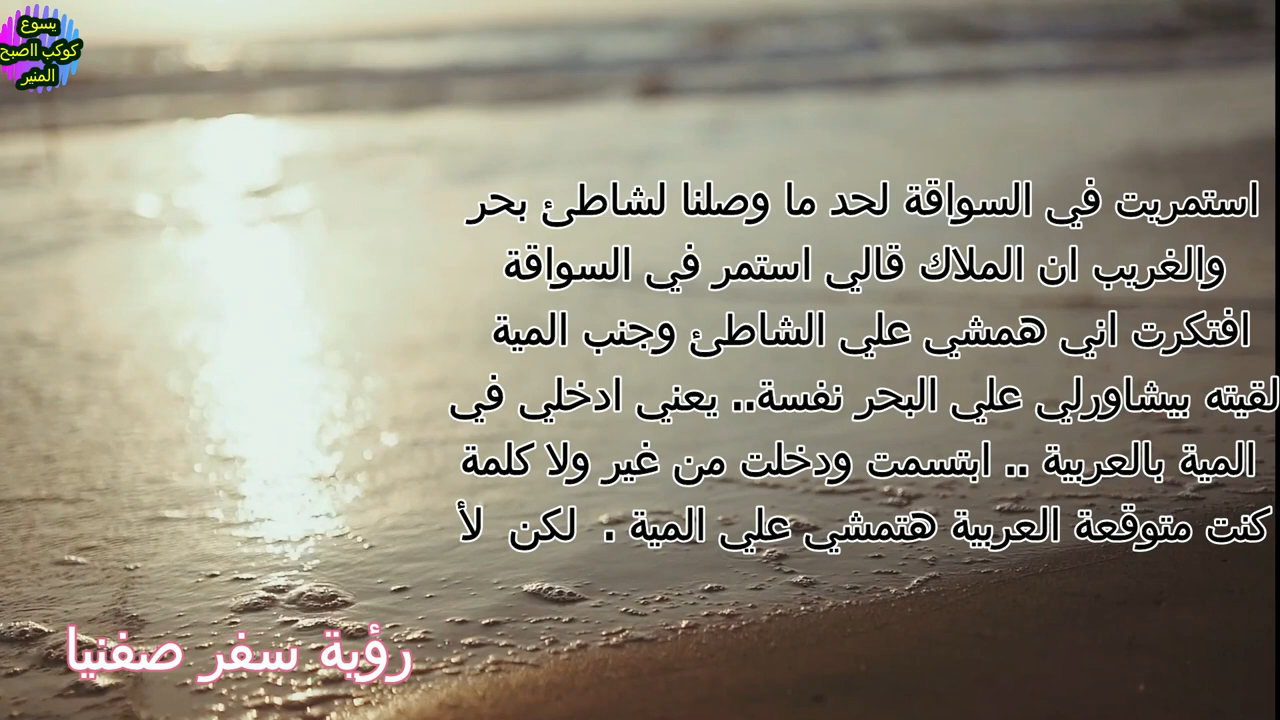 يسوع
كوكب ااصبح
المنير
استمريت في السواقة لحد ما وصلنا لشاطئ بحر
والغريب ان الملاك قالي استمر في السواقة
افتكرت اني همشي علي الشاطئ وجنب المية
لقيته بيشاورلي علي البحر نفسة.. يعني ادخلي في
المية بالعربية .. ابتسمت ودخلت من غير ولا كلمة
كنت متوقعة العربية هتمشي علي المية . لكن لأ
رؤية سفر صفنيا